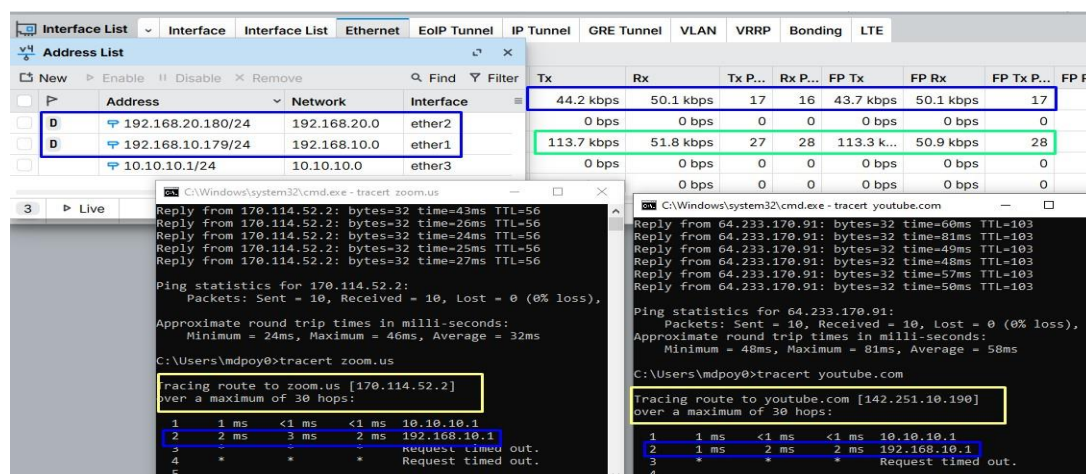 Interface List Interface Interface List Ethernet EoIP Tunnel IP Tunnel GRE Tunnel VLAN VRRP Bonding LTE
Address List
New Enable Disable Remove Find Filter
Address Network Interface
D 192.168.20.180/24 192.168.20.0 ether2
D 192.168.10.179/24 192.168.10.0 ether1
10.10.10.1/24 10.10.10.0 ether3
3 Live
Tx Rx Tx P... Rx P... FP Tx FP Rx FP Tx P... FP R
44.2 kbps 50.1 kbps 17 16 43.7 kbps 50.1 kbps 17
0 bps 0 bps 0 0 0 bps 0 bps 0
113.7 kbps 51.8 kbps 27 28 113.3 k... 50.9 kbps 28
0 bps 0 bps 0 0 0 bps 0 bps 0
0 bps 0 0 0 bps 0 bps 0
C:\Windows\system32\cmd.exe - tracert zoom.us
Reply from 170.114.52.2: bytes=32 time=43ms TTL=56
Reply from 170.114.52.2: bytes=32 time=26ms TTL=56
Reply from 170.114.52.2: bytes=32 time=24ms TTL=56
Reply from 170.114.52.2: bytes=32 time=25ms TTL=56
Reply from 170.114.52.2: bytes=32 time=27ms TTL=56
Ping statistics for 170.114.52.2:
Packets: Sent = 10, Received = 10, Lost = 0 (0% loss),
Approximate round trip times in milli-seconds:
Minimum = 24ms, Maximum = 46ms, Average = 32ms
C:\Users\mdpoy0>tracert zoom.us
Tracing route to zoom.us [170.114.52.2]
over a maximum of 30 hops:
1 1 ms <1 ms <1 ms 10.10.10.1
2 2 ms 3 ms 2 ms 192.168.10.1
3 * * * Request timed out.
4 * * * Request timed out.
5
C:\Windows\system32\cmd.exe - tracert youtube.com
Reply from 64.233.170.91: bytes=32 time=60ms TTL=103
Reply from 64.233.170.91: bytes=32 time=81ms TTL=103
Reply from 64.233.170.91: bytes=32 time=49ms TTL=103
Reply from 64.233.170.91: bytes=32 time=48ms TTL=103
Reply from 64.233.170.91: bytes=32 time=57ms TTL=103
Reply from 64.233.170.91: bytes=32 time=50ms TTL=103
Ping statistics for 64.233.170.91:
Packets: Sent = 10, Received = 10, Lost = 0 (0% loss),
Approximate round trip times in milli-seconds:
Minimum = 48ms, Maximum = 81ms, Average = 58ms
C:\Users\mdpoy0>tracert youtube.com
Tracing route to youtube.com [142.251.10.190]
over a maximum of 30 hops:
1 1 ms <1 ms <1 ms 10.10.10.1
2 1 ms 2 ms 2 ms 192.168.10.1
3 * * * Request timed out.